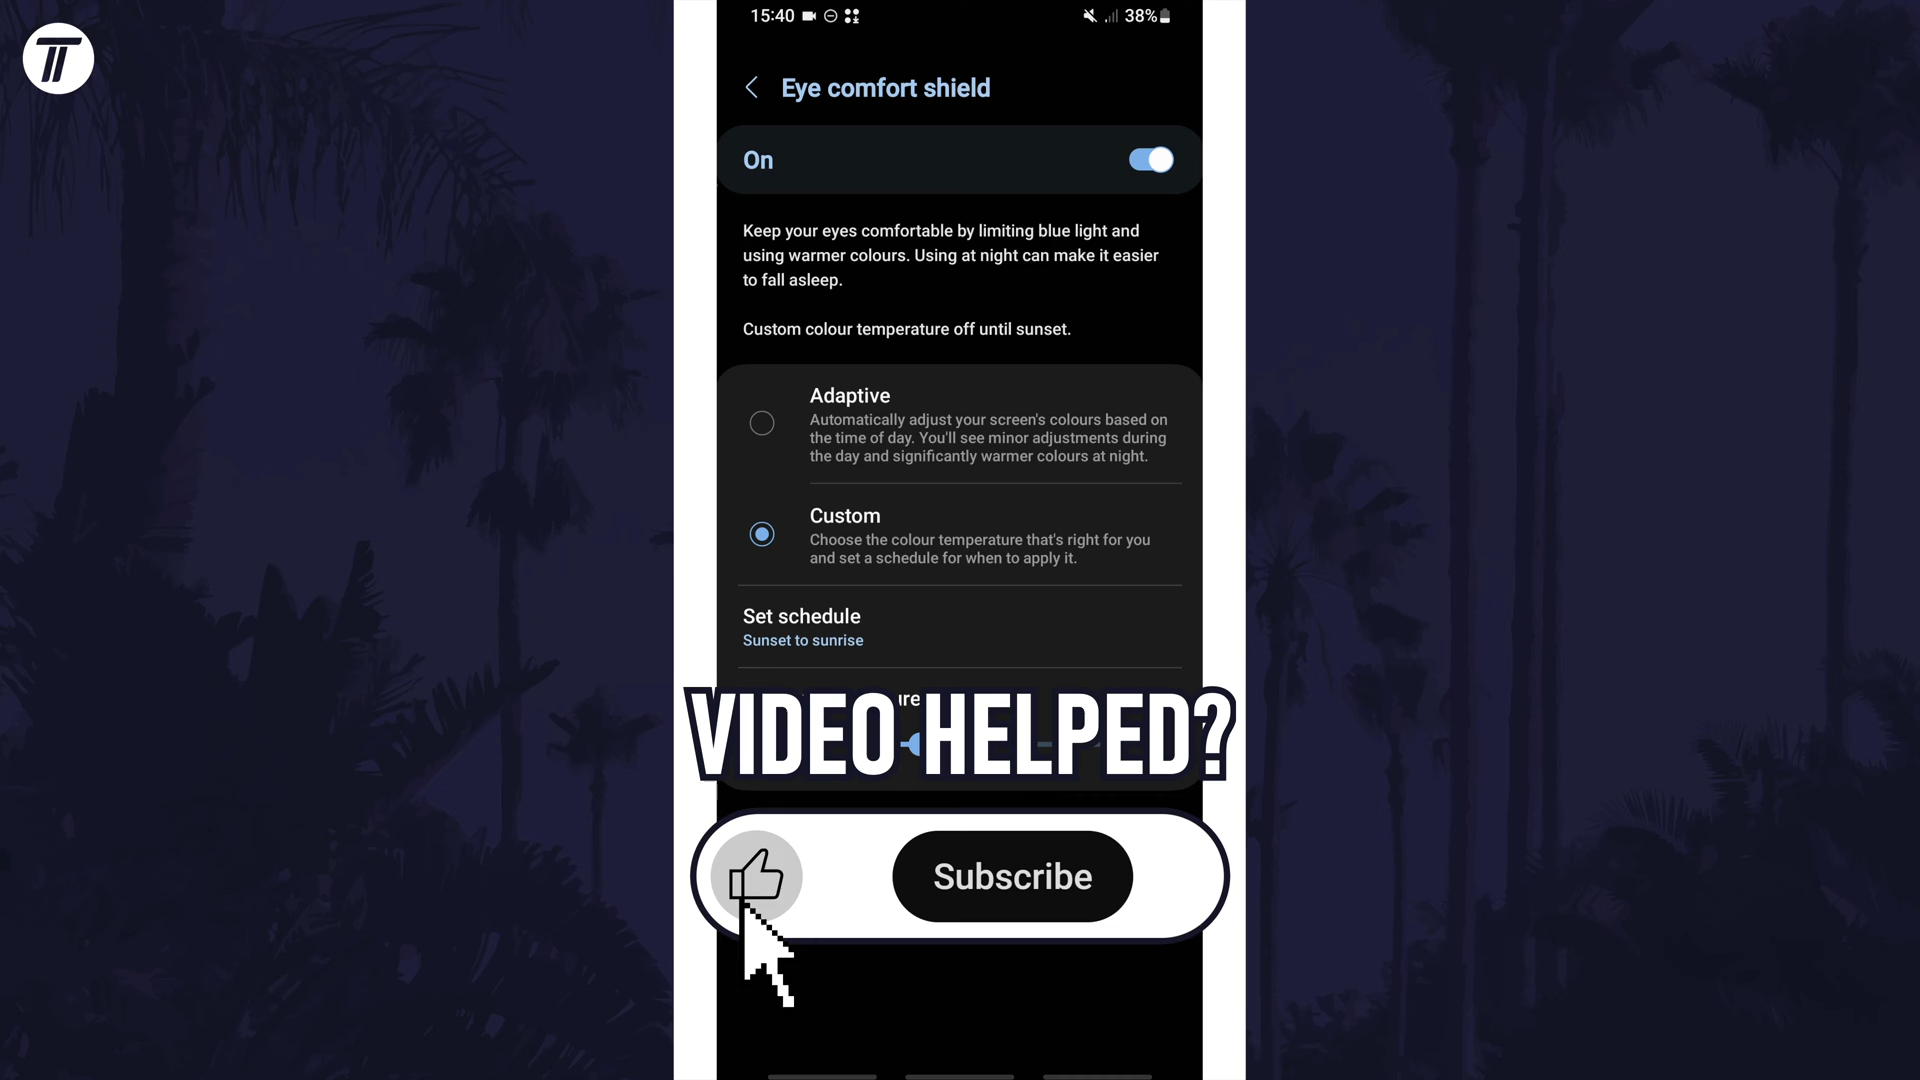 15:40
38%
Eye comfort shield
On
Keep your eyes comfortable by limiting blue light and
using warmer colours. Using at night can make it easier
to fall asleep.
Custom colour temperature off until sunset.
Adaptive
Automatically adjust your screen's colours based on
the time of day. You'll see minor adjustments during
the day and significantly warmer colours at night.
Custom
Choose the colour temperature that's right for you
and set a schedule for when to apply it.
Set schedule
Sunset to sunrise
VIDEO HELPED?
Subscribe